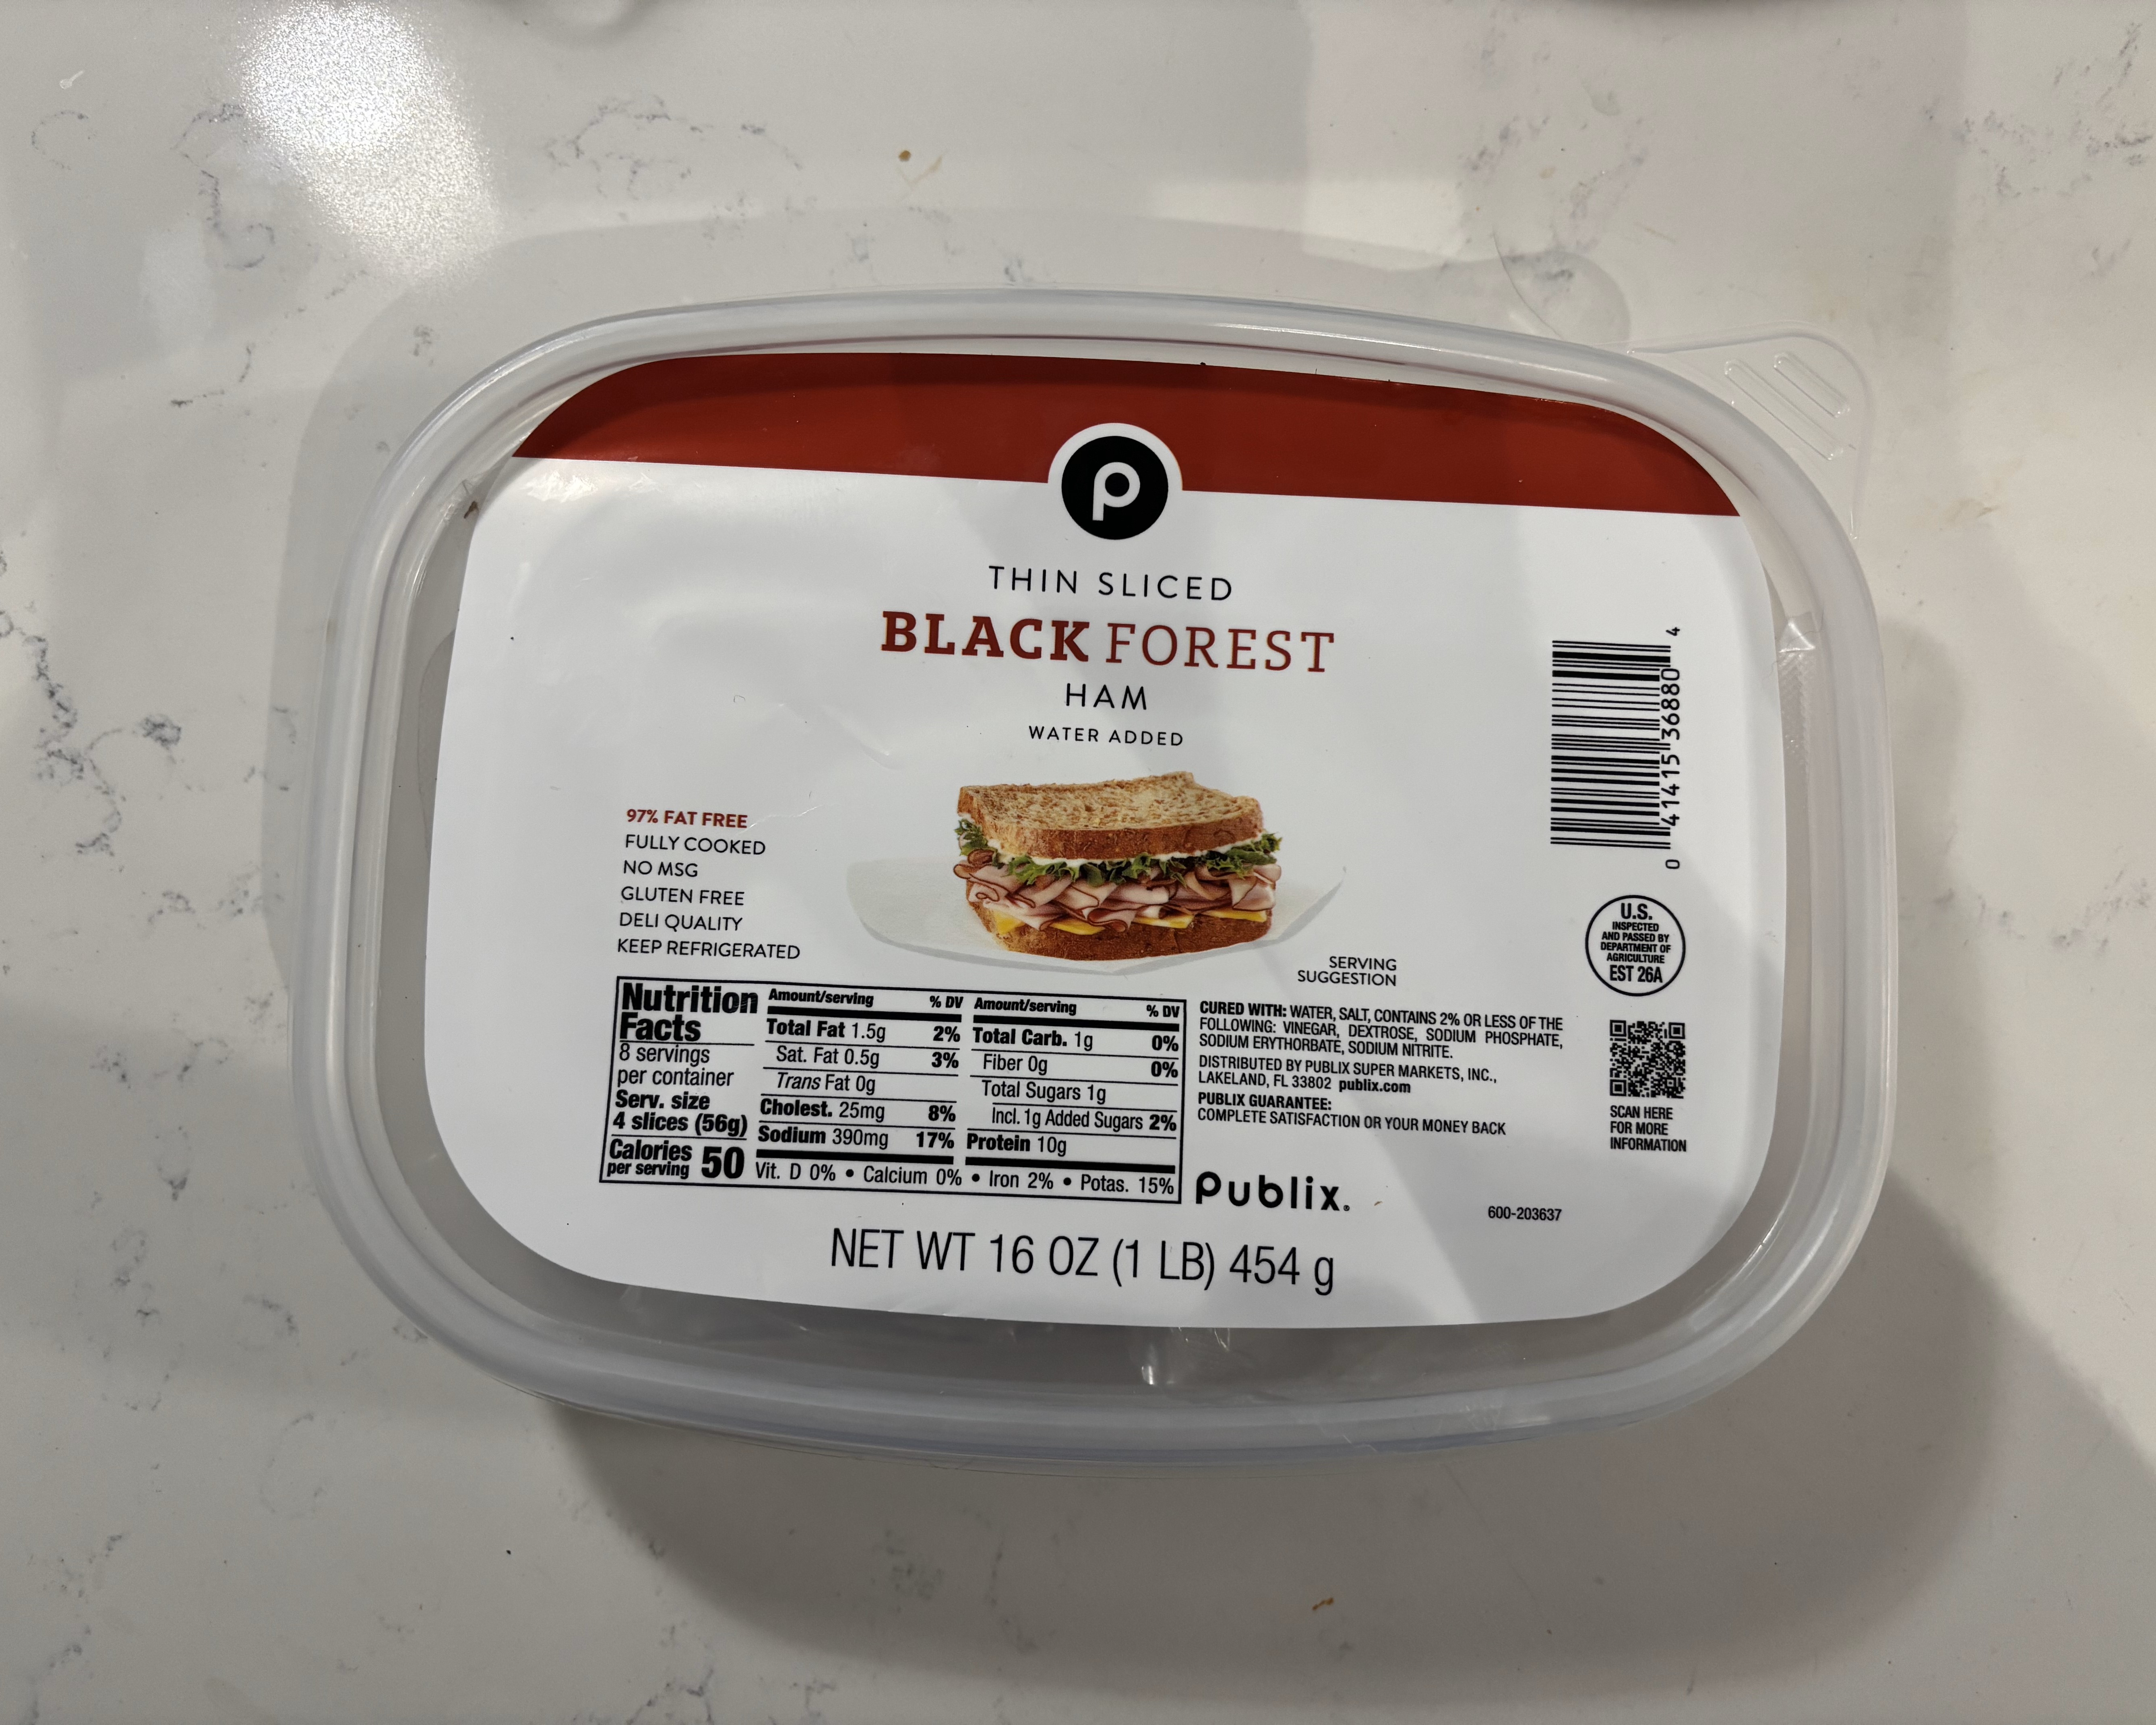 P
THIN SLICED
BLACK FOREST
HAM
WATER ADDED
97% FAT FREE
FULLY COOKED
NO MSG
GLUTEN FREE
DELI QUALITY
KEEP REFRIGERATED
SERVING
SUGGESTION
0 41415 36880 4
U.S.
INSPECTED
AND PASSED BY
DEPARTMENT OF
AGRICULTURE
EST 26A
Nutrition
Facts
8 servings
per container
Serv. size
4 slices (56g)
Calories
per serving 50
Amount/serving % DV
Total Fat 1.5g 2%
Sat. Fat 0.5g 3%
Trans Fat 0g
Cholest. 25mg 8%
Sodium 390mg 17%
Amount/serving % DV
Total Carb. 1g 0%
Fiber 0g 0%
Total Sugars 1g
Incl. 1g Added Sugars 2%
Protein 10g
Vit. D 0% • Calcium 0% • Iron 2% • Potas. 15%
CURED WITH: WATER, SALT, CONTAINS 2% OR LESS OF THE
FOLLOWING: VINEGAR, DEXTROSE, SODIUM PHOSPHATE,
SODIUM ERYTHORBATE, SODIUM NITRITE.
DISTRIBUTED BY PUBLIX SUPER MARKETS, INC.,
LAKELAND, FL 33802 publix.com
PUBLIX GUARANTEE:
COMPLETE SATISFACTION OR YOUR MONEY BACK
SCAN HERE
FOR MORE
INFORMATION
Publix®
600-203637
NET WT 16 OZ (1 LB) 454 g